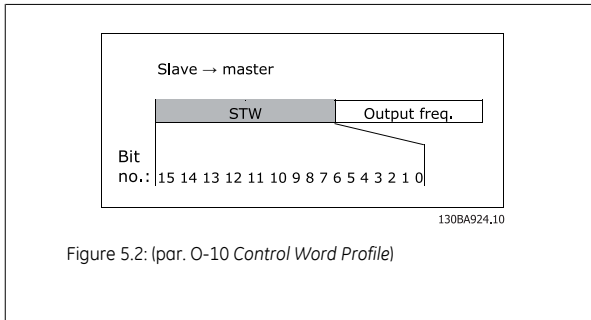 Slave → master
STW Output freq.
Bit
no.: 15 14 13 12 11 10 9 8 7 6 5 4 3 2 1 0
130BA924.10
Figure 5.2: (par. O-10 Control Word Profile)